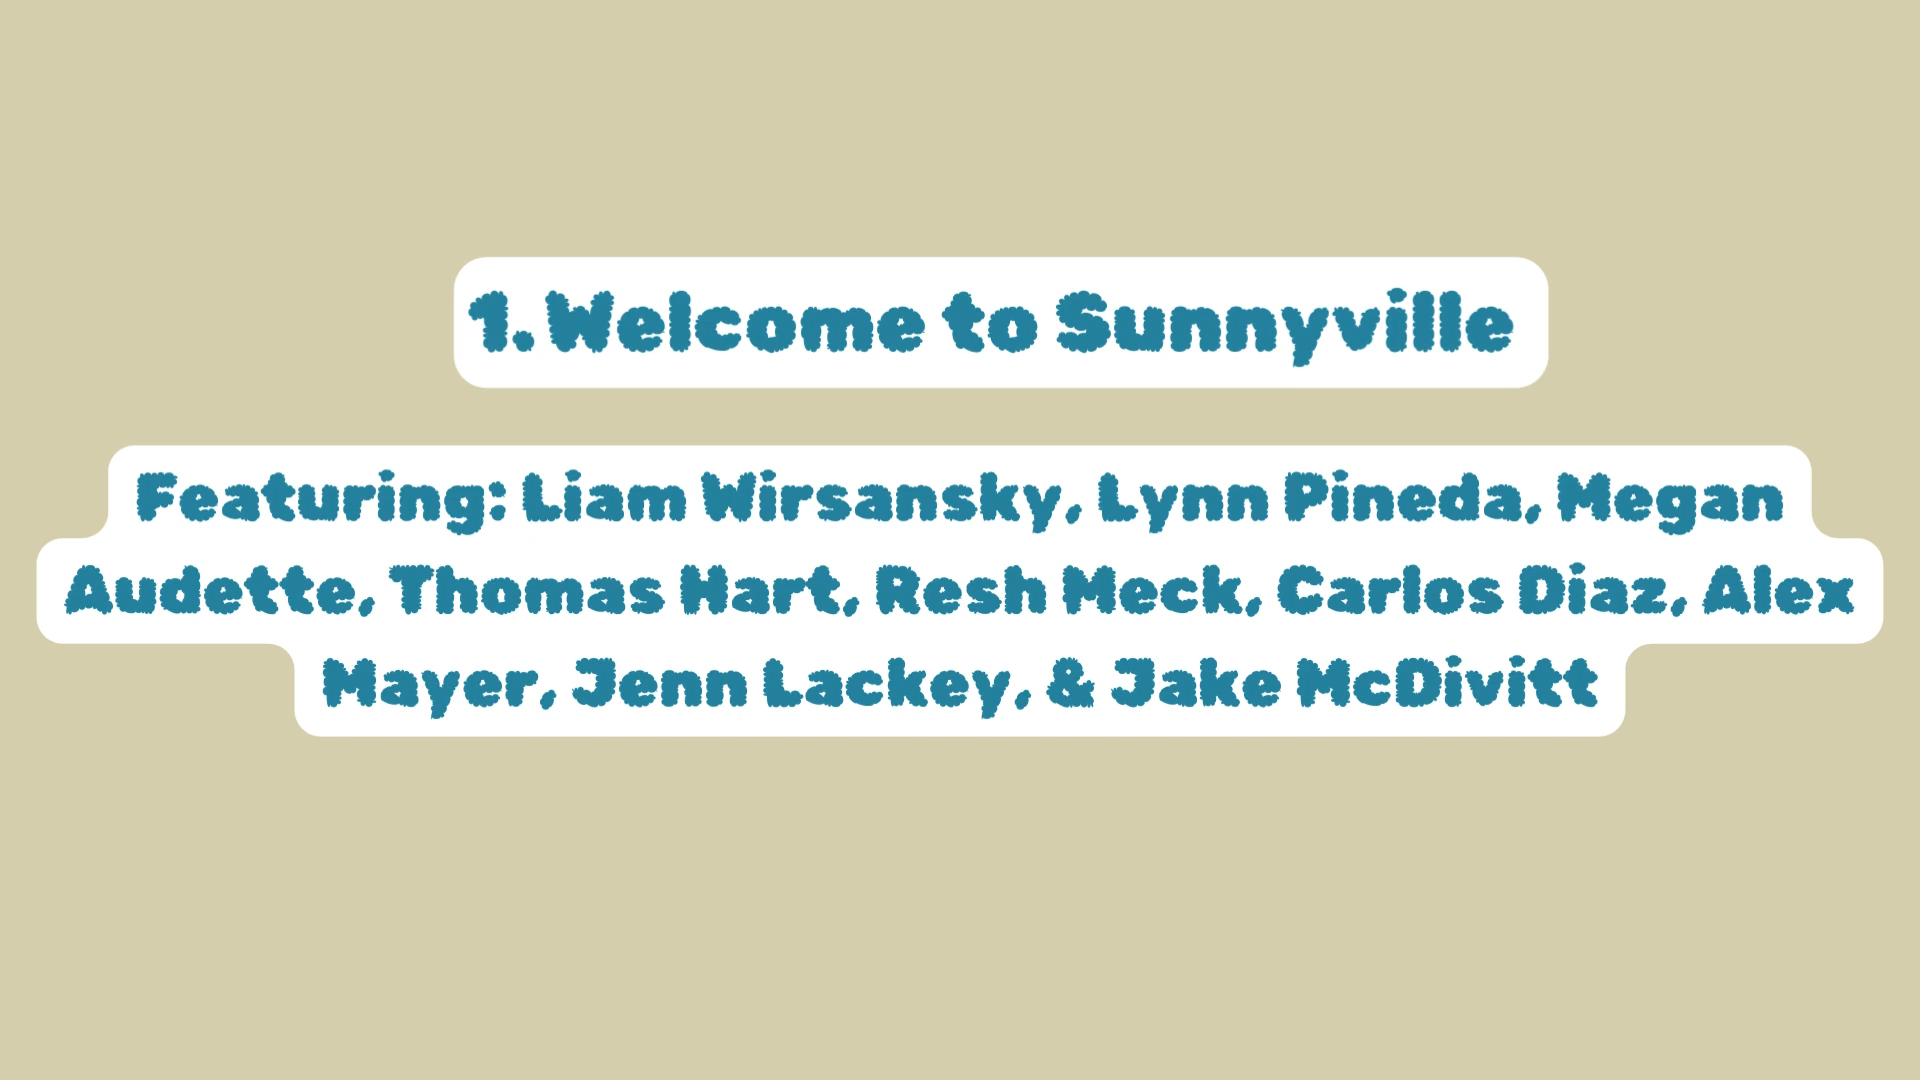 1. Welcome to Sunnyville
Featuring: Liam Wirsansky, Lynn Pineda, Megan
Audette, Thomas Hart, Resh Meck, Carlos Diaz, Alex
Mayer, Jenn Lackey, & Jake McDivitt